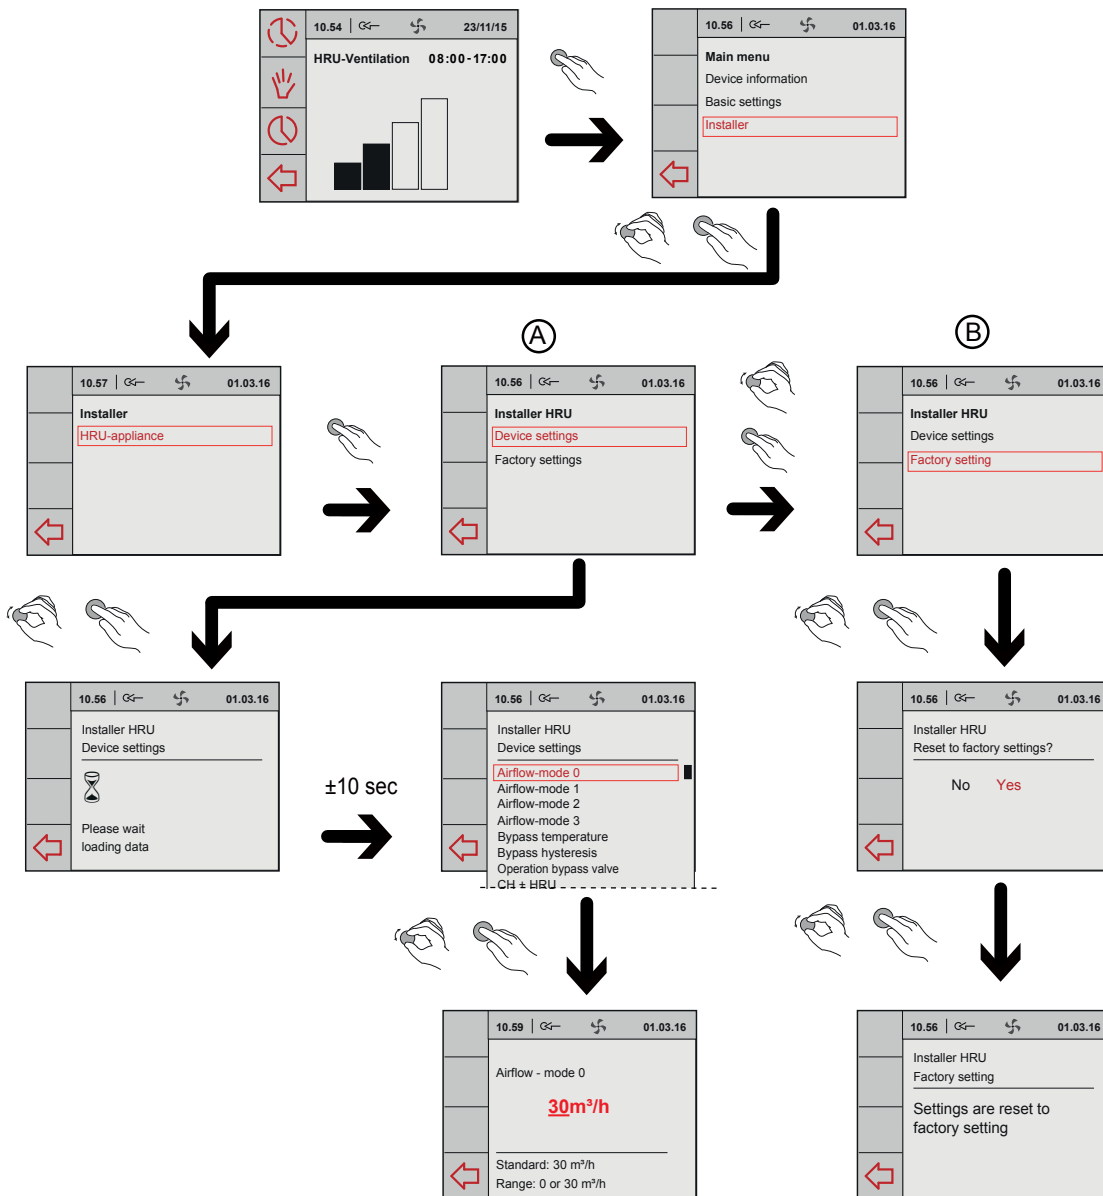 10.54 23/11/15
HRU-Ventilation 08:00-17:00
10.56 01.03.16
Main menu
Device information
Basic settings
Installer
A
B
10.57 01.03.16
Installer
HRU-appliance
10.56 01.03.16
Installer HRU
Device settings
Factory settings
10.56 01.03.16
Installer HRU
Device settings
Factory setting
10.56 01.03.16
Installer HRU
Device settings
Please wait
loading data
±10 sec
10.56 01.03.16
Installer HRU
Device settings
Airflow-mode 0
Airflow-mode 1
Airflow-mode 2
Airflow-mode 3
Bypass temperature
Bypass hysteresis
Operation bypass valve
CH + HRU
10.56 01.03.16
Installer HRU
Reset to factory settings?
No Yes
10.59 01.03.16
Airflow - mode 0
30m³/h
Standard: 30 m³/h
Range: 0 or 30 m³/h
10.56 01.03.16
Installer HRU
Factory setting
Settings are reset to
factory setting